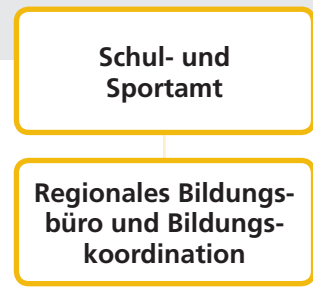 Schul- und
Sportamt
Regionales Bildungs-
büro und Bildungs-
koordination